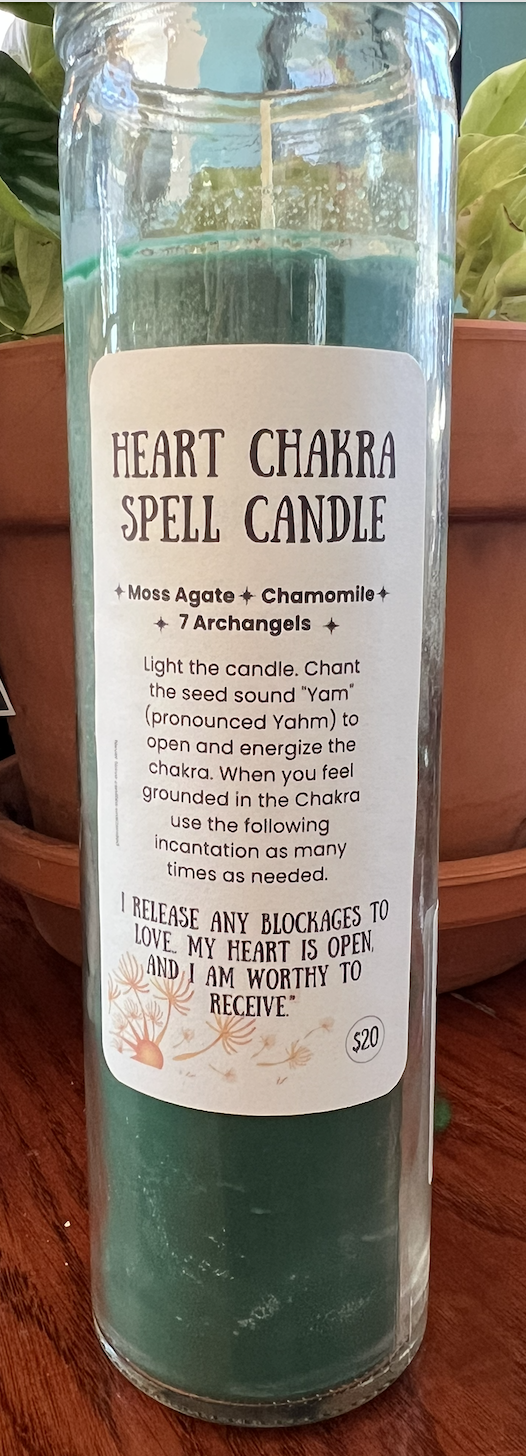 HEART CHAKRA
SPELL CANDLE
Moss Agate Chamomile
7 Archangels
Light the candle. Chant
the seed sound "Yam"
(pronounced Yahm) to
open and energize the
chakra. When you feel
grounded in the Chakra
use the following
incantation as many
times as needed.
I RELEASE ANY BLOCKAGES TO
LOVE. MY HEART IS OPEN,
AND I AM WORTHY TO
RECEIVE."
$20